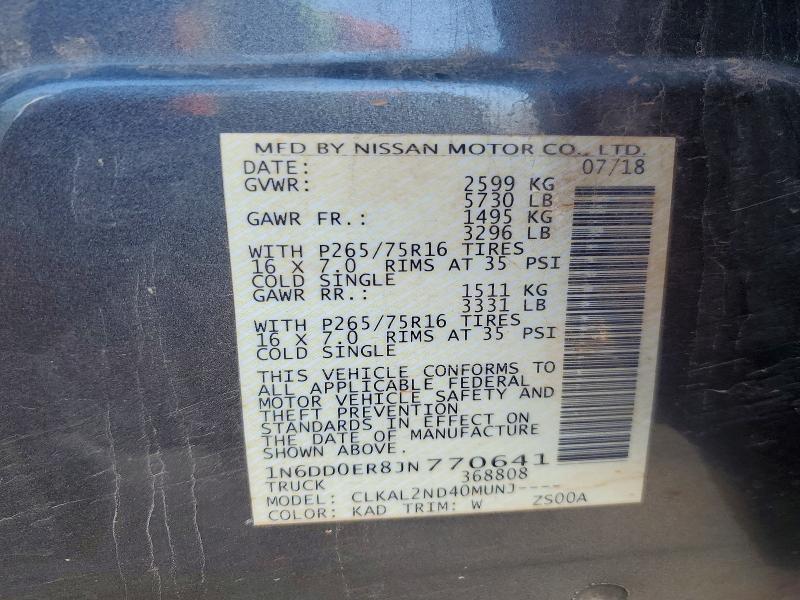 MFD BY NISSAN MOTOR CO., LTD.
DATE: 07/18
GVWR: 2599 KG
5730 LB
GAWR FR.: 1495 KG
3296 LB
WITH P265/75R16 TIRES
16 X 7.0 RIMS AT 35 PSI
COLD SINGLE
GAWR RR.: 1511 KG
3331 LB
WITH P265/75R16 TIRES
16 X 7.0 RIMS AT 35 PSI
COLD SINGLE
THIS VEHICLE CONFORMS TO
ALL APPLICABLE FEDERAL
MOTOR VEHICLE SAFETY AND
THEFT PREVENTION
STANDARDS IN EFFECT ON
THE DATE OF MANUFACTURE
SHOWN ABOVE.
1N6DD0ER8JN770641
TRUCK 368808
MODEL: CLKAL2ND40MUNJ----
COLOR: KAD TRIM: W ZS00A